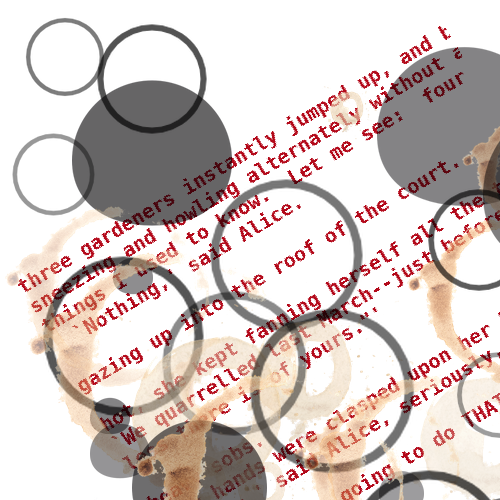 three gardeners instantly jumped up, and
sneezing and howling alternately without a
things I used to know. Let me see: four
`Nothing,' said Alice.
gazing up into the roof of the court.
hot, she kept fanning herself all the
`We quarrelled last March--just before
are of yours."'
sobs.
hands were clasped upon her
said Alice, seriously,
going to do THAT